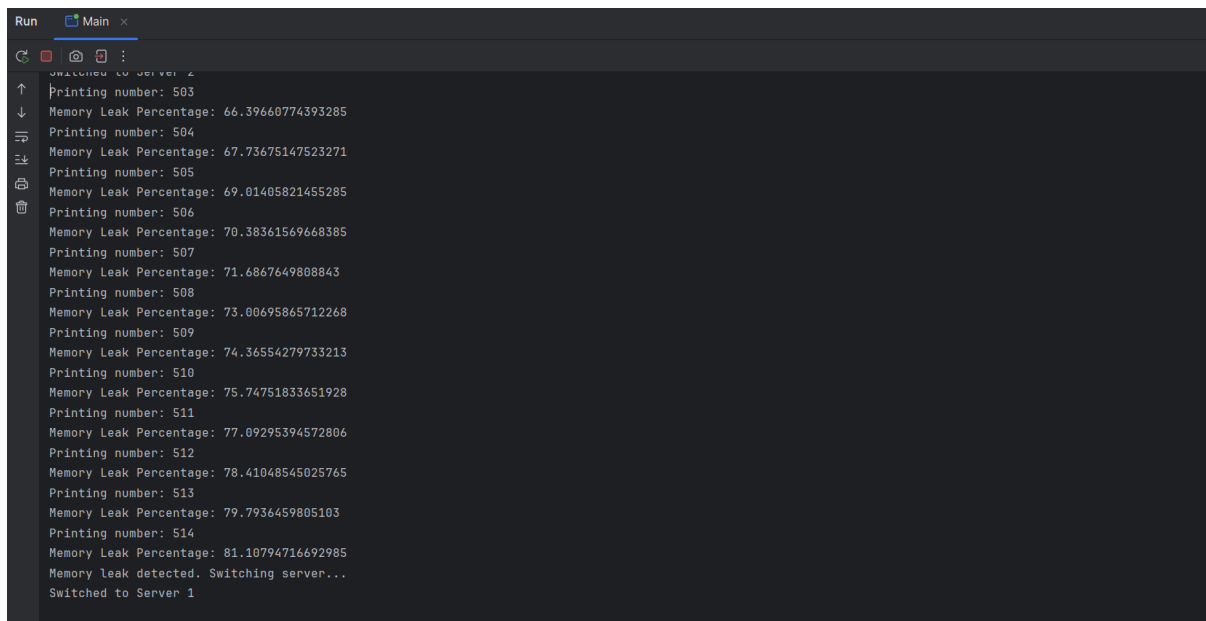 Run Main
Switched to Server 2
Printing number: 503
Memory Leak Percentage: 66.39660774393285
Printing number: 504
Memory Leak Percentage: 67.73675147523271
Printing number: 505
Memory Leak Percentage: 69.01405821455285
Printing number: 506
Memory Leak Percentage: 70.38361569668385
Printing number: 507
Memory Leak Percentage: 71.6867649808843
Printing number: 508
Memory Leak Percentage: 73.00695865712268
Printing number: 509
Memory Leak Percentage: 74.36554279733213
Printing number: 510
Memory Leak Percentage: 75.74751833651928
Printing number: 511
Memory Leak Percentage: 77.09295394572806
Printing number: 512
Memory Leak Percentage: 78.41048545025765
Printing number: 513
Memory Leak Percentage: 79.7936459805103
Printing number: 514
Memory Leak Percentage: 81.10794716692985
Memory leak detected. Switching server...
Switched to Server 1